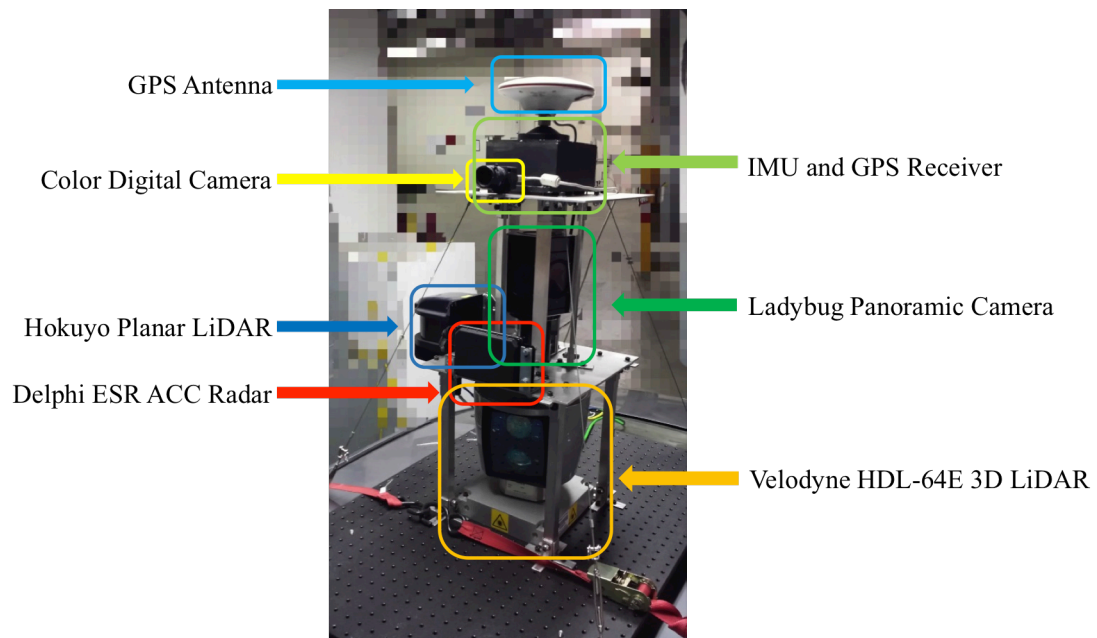 GPS Antenna
IMU and GPS Receiver
Color Digital Camera
Ladybug Panoramic Camera
Hokuyo Planar LiDAR
Delphi ESR ACC Radar
Velodyne HDL-64E 3D LiDAR